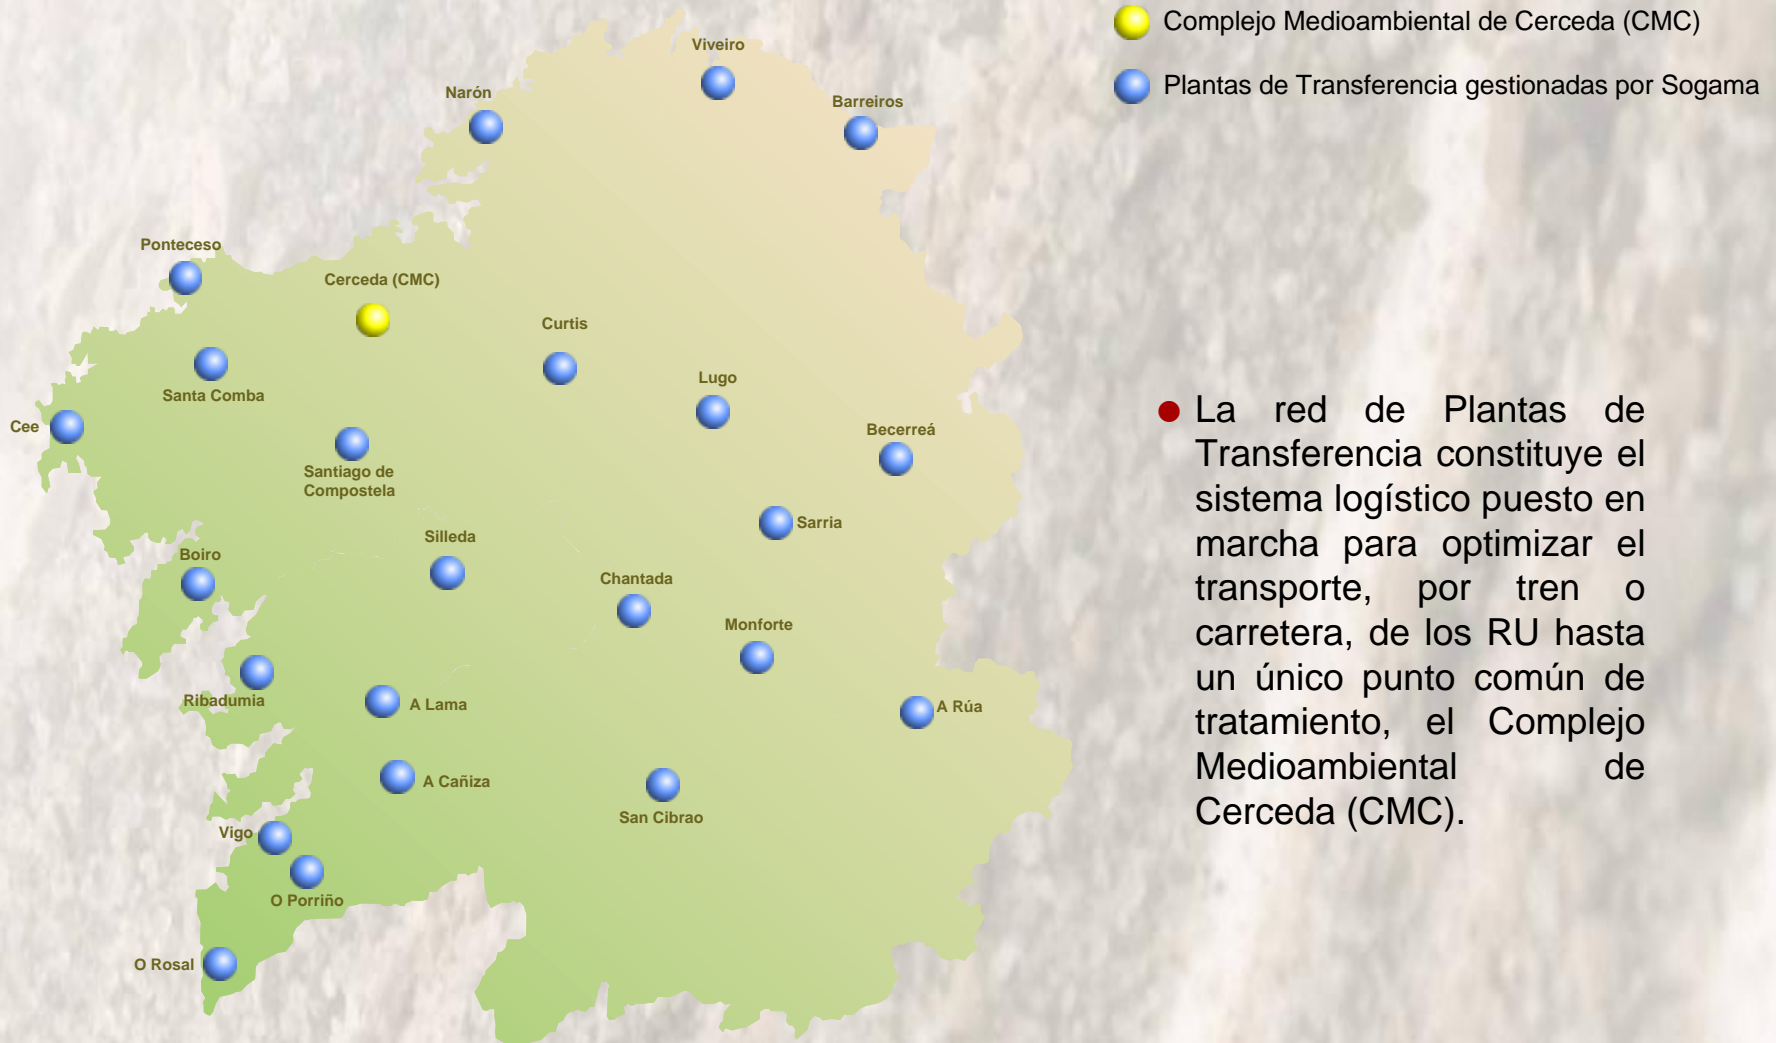 Complejo Medioambiental de Cerceda (CMC)
Plantas de Transferencia gestionadas por Sogama
Viveiro
Narón
Barreiros
Ponteceso
Cerceda (CMC)
Curtis
Lugo
Santa Comba
Cee
Becerreá
Santiago de
Compostela
Sarria
Silleda
Boiro
Chantada
Monforte
Ribadumia
A Lama
A Rúa
A Cañiza
San Cibrao
Vigo
O Porriño
O Rosal
La red de Plantas de
Transferencia constituye el
sistema logístico puesto en
marcha para optimizar el
transporte, por tren o
carretera, de los RU hasta
un único punto común de
tratamiento, el Complejo
Medioambiental de
Cerceda (CMC).